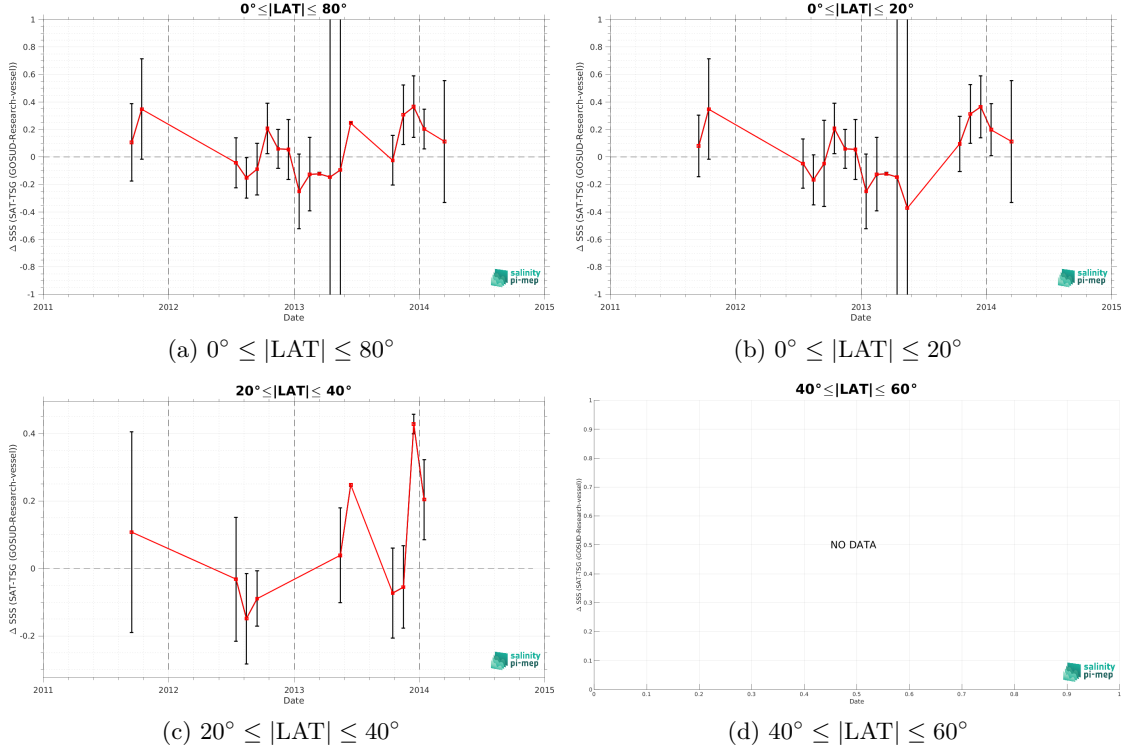 0°≤|LAT|≤ 80°
Δ SSS (SAT-TSG (GOSUD-Research-vessel))
1
0.8
0.6
0.4
0.2
0
-0.2
-0.4
-0.6
-0.8
-1
2011
2012
2013
2014
2015
Date
salinity
pi-mep
(a) 0° ≤ |LAT| ≤ 80°
0°≤|LAT|≤ 20°
Δ SSS (SAT-TSG (GOSUD-Research-vessel))
1
0.8
0.6
0.4
0.2
0
-0.2
-0.4
-0.6
-0.8
-1
2011
2012
2013
2014
2015
Date
salinity
pi-mep
(b) 0° ≤ |LAT| ≤ 20°
20°≤|LAT|≤ 40°
Δ SSS (SAT-TSG (GOSUD-Research-vessel))
0.4
0.2
0
-0.2
2011
2012
2013
2014
2015
Date
salinity
pi-mep
(c) 20° ≤ |LAT| ≤ 40°
40°≤|LAT|≤ 60°
Δ SSS (SAT-TSG (GOSUD-Research-vessel))
1
0.9
0.8
0.7
0.6
0.5
0.4
0.3
0.2
0.1
0
NO DATA
0
0.1
0.2
0.3
0.4
0.5
0.6
0.7
0.8
0.9
1
Date
salinity
pi-mep
(d) 40° ≤ |LAT| ≤ 60°